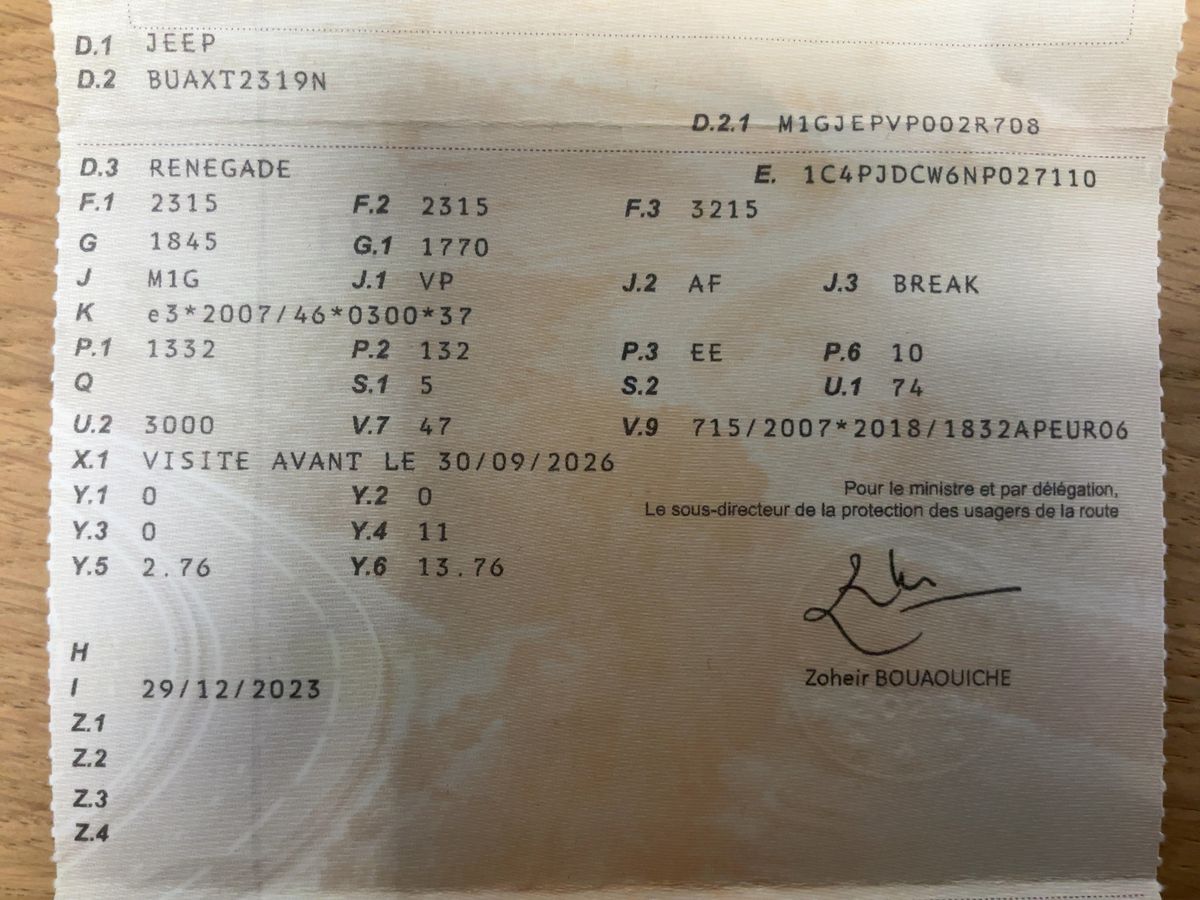 D.1 JEEP
D.2 BUAXT2319N
D.2.1 M1GJEPVP002R708
D.3 RENEGADE E. 1C4PJDCW6NP027110
F.1 2315 F.2 2315 F.3 3215
G 1845 G.1 1770
J M1G J.1 VP J.2 AF J.3 BREAK
K e3*2007/46*0300*37
P.1 1332 P.2 132 P.3 EE P.6 10
Q S.1 5 S.2 U.1 74
U.2 3000 V.7 47 V.9 715/2007*2018/1832APEURO6
X.1 VISITE AVANT LE 30/09/2026
Y.1 0 Y.2 0
Pour le ministre et par délégation,
Le sous-directeur de la protection des usagers de la route
Y.3 0 Y.4 11
Y.5 2.76 Y.6 13.76
H
Zoheir BOUAOUICHE
I 29/12/2023
Z.1
Z.2
Z.3
Z.4